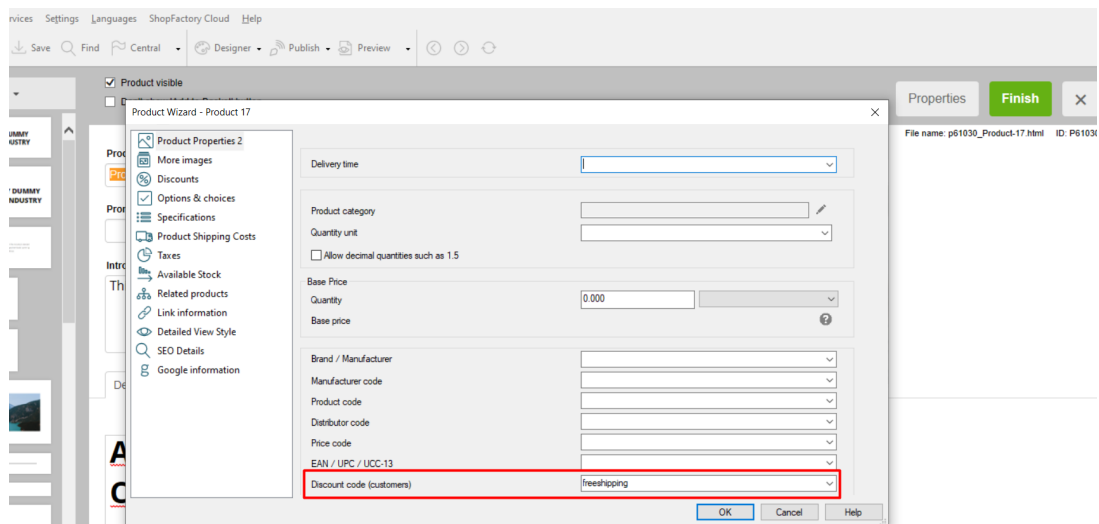 Settings Languages ShopFactory Cloud Help
Save Find Central Designer Publish Preview
Product visible
Properties Finish
Product Wizard - Product 17
File name: p61030_Product-17.html ID: P61030
Product Properties 2
More images
Discounts
Options & choices
Specifications
Product Shipping Costs
Taxes
Available Stock
Related products
Link information
Detailed View Style
SEO Details
Google information
Delivery time
Product category
Quantity unit
Allow decimal quantities such as 1.5
Base Price
Quantity 0.000
Base price
Brand / Manufacturer
Manufacturer code
Product code
Distributor code
Price code
EAN / UPC / UCC-13
Discount code (customers) freeshipping
OK Cancel Help